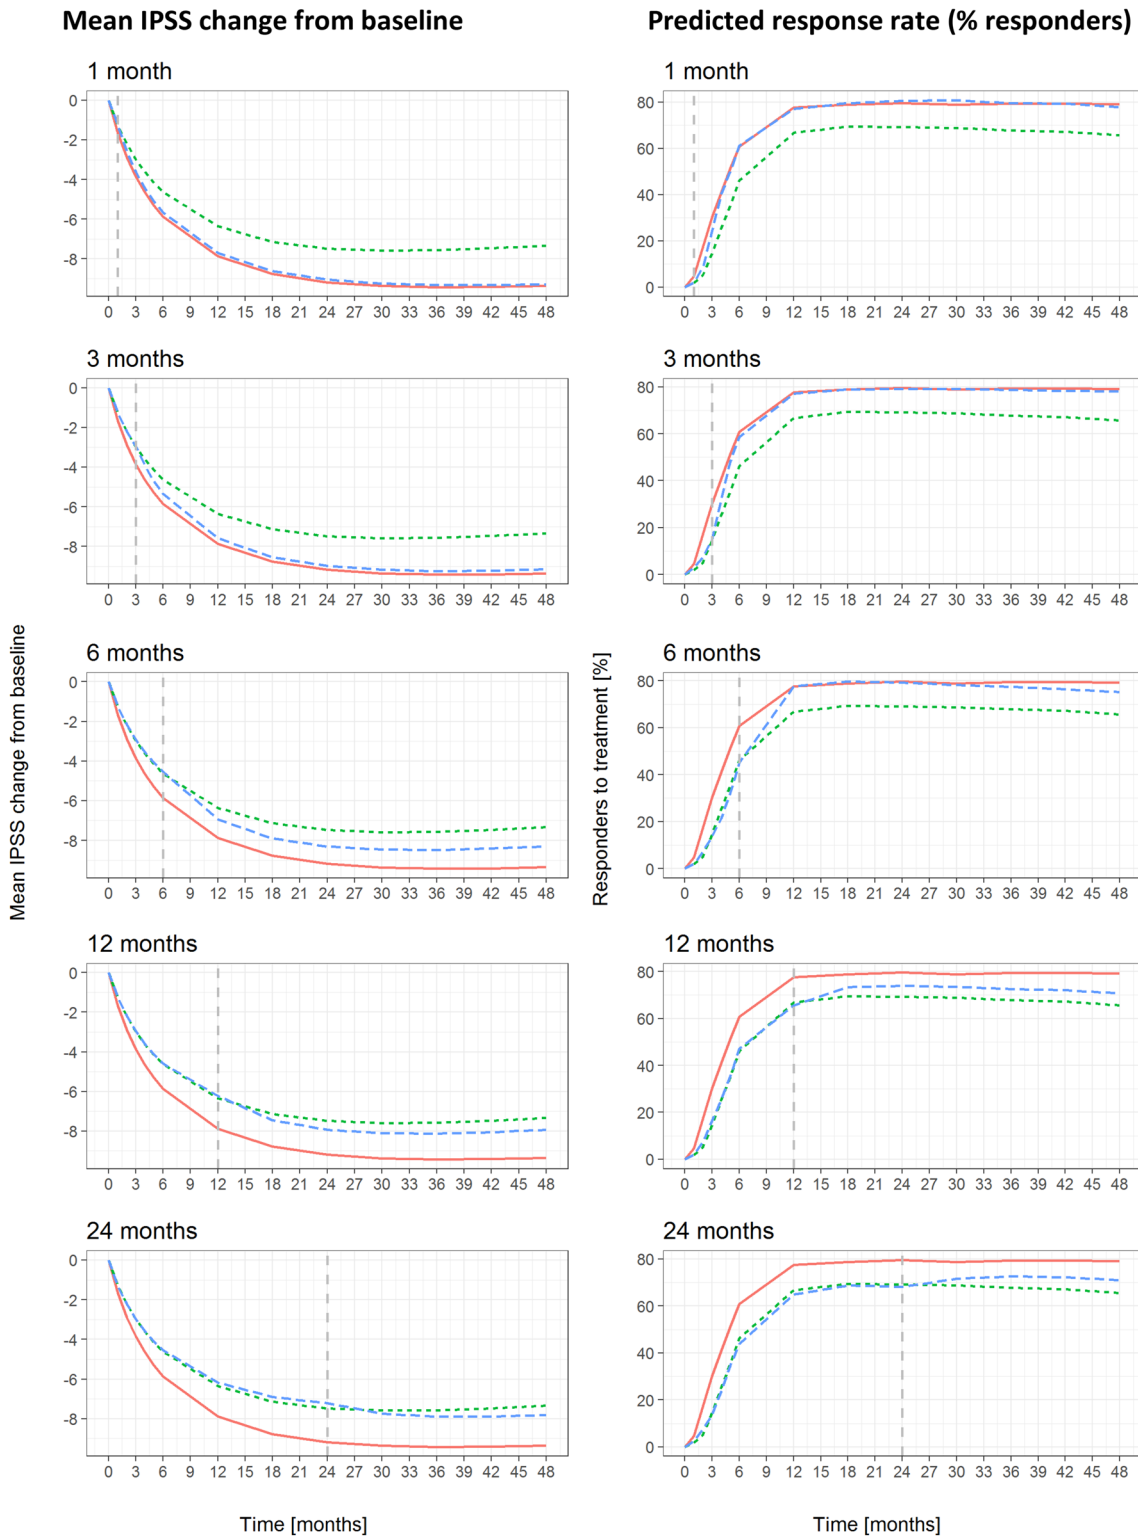 Mean IPSS change from baseline
Predicted response rate (% responders)
1 month
0
-2
-4
-6
-8
0 3 6 9 12 15 18 21 24 27 30 33 36 39 42 45 48
1 month
80
60
40
20
0
0 3 6 9 12 15 18 21 24 27 30 33 36 39 42 45 48
3 months
0
-2
-4
-6
-8
0 3 6 9 12 15 18 21 24 27 30 33 36 39 42 45 48
3 months
80
60
40
20
0
0 3 6 9 12 15 18 21 24 27 30 33 36 39 42 45 48
Mean IPSS change from baseline
Responders to treatment [%]
6 months
0
-2
-4
-6
-8
0 3 6 9 12 15 18 21 24 27 30 33 36 39 42 45 48
6 months
80
60
40
20
0
0 3 6 9 12 15 18 21 24 27 30 33 36 39 42 45 48
12 months
0
-2
-4
-6
-8
0 3 6 9 12 15 18 21 24 27 30 33 36 39 42 45 48
12 months
80
60
40
20
0
0 3 6 9 12 15 18 21 24 27 30 33 36 39 42 45 48
24 months
0
-2
-4
-6
-8
0 3 6 9 12 15 18 21 24 27 30 33 36 39 42 45 48
24 months
80
60
40
20
0
0 3 6 9 12 15 18 21 24 27 30 33 36 39 42 45 48
Time [months]
Time [months]